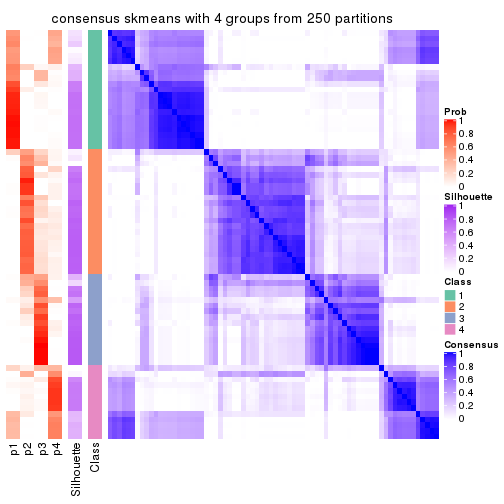 consensus skmeans with 4 groups from 250 partitions
Prob
1
0.8
0.6
0.4
0.2
0
Silhouette
1
0.8
0.6
0.4
0.2
0
Class
1
2
3
4
Consensus
1
0.8
0.6
0.4
0.2
0
p1
p2
p3
p4
Silhouette
Class